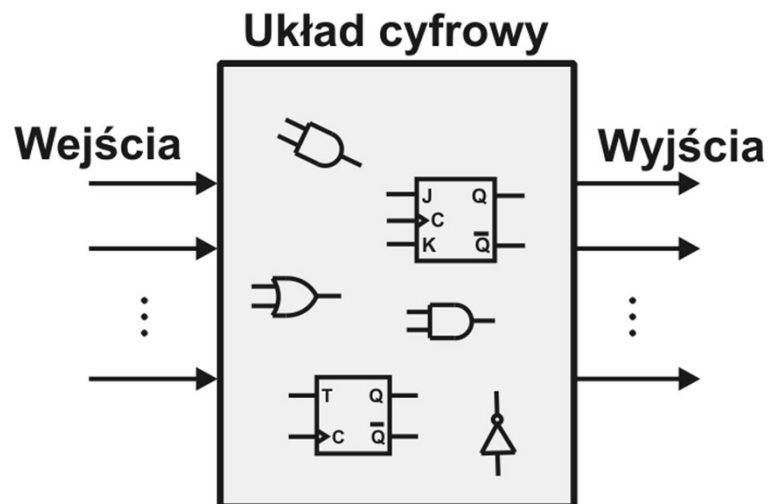 Układ cyfrowy
Wejścia
Wyjścia
J Q
C
K Q̅
T Q
C Q̅